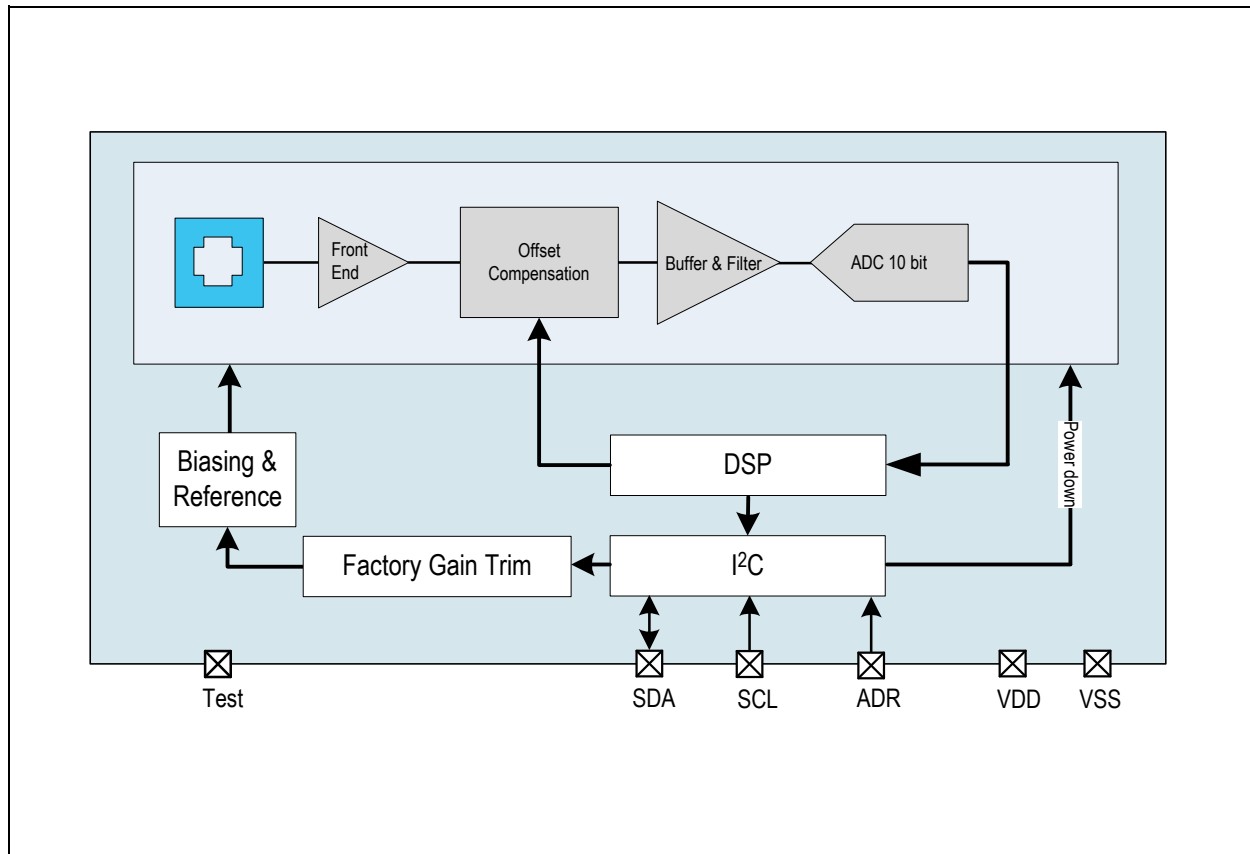 Front
End
Offset
Compensation
Buffer & Filter
ADC 10 bit
Biasing &
Reference
DSP
Power down
Factory Gain Trim
I²C
Test
SDA
SCL
ADR
VDD
VSS